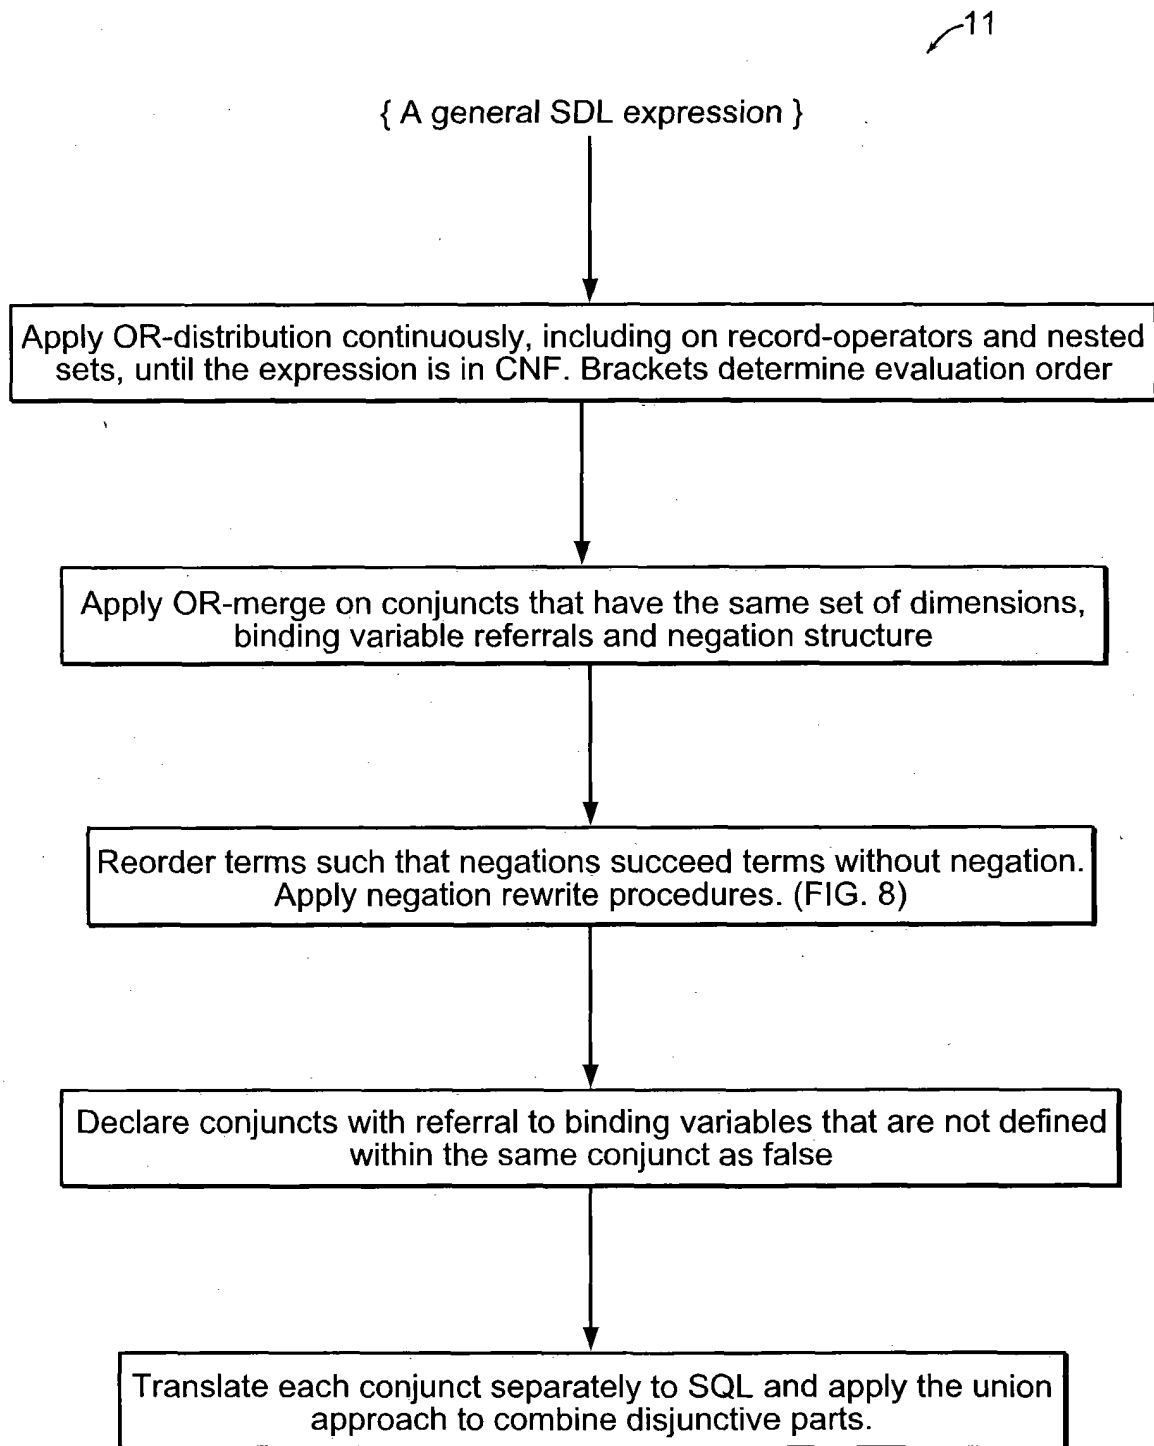 11
{ A general SDL expression }
Apply OR-distribution continuously, including on record-operators and nested
sets, until the expression is in CNF. Brackets determine evaluation order
Apply OR-merge on conjuncts that have the same set of dimensions,
binding variable referrals and negation structure
Reorder terms such that negations succeed terms without negation.
Apply negation rewrite procedures. (FIG. 8)
Declare conjuncts with referral to binding variables that are not defined
within the same conjunct as false
Translate each conjunct separately to SQL and apply the union
approach to combine disjunctive parts.